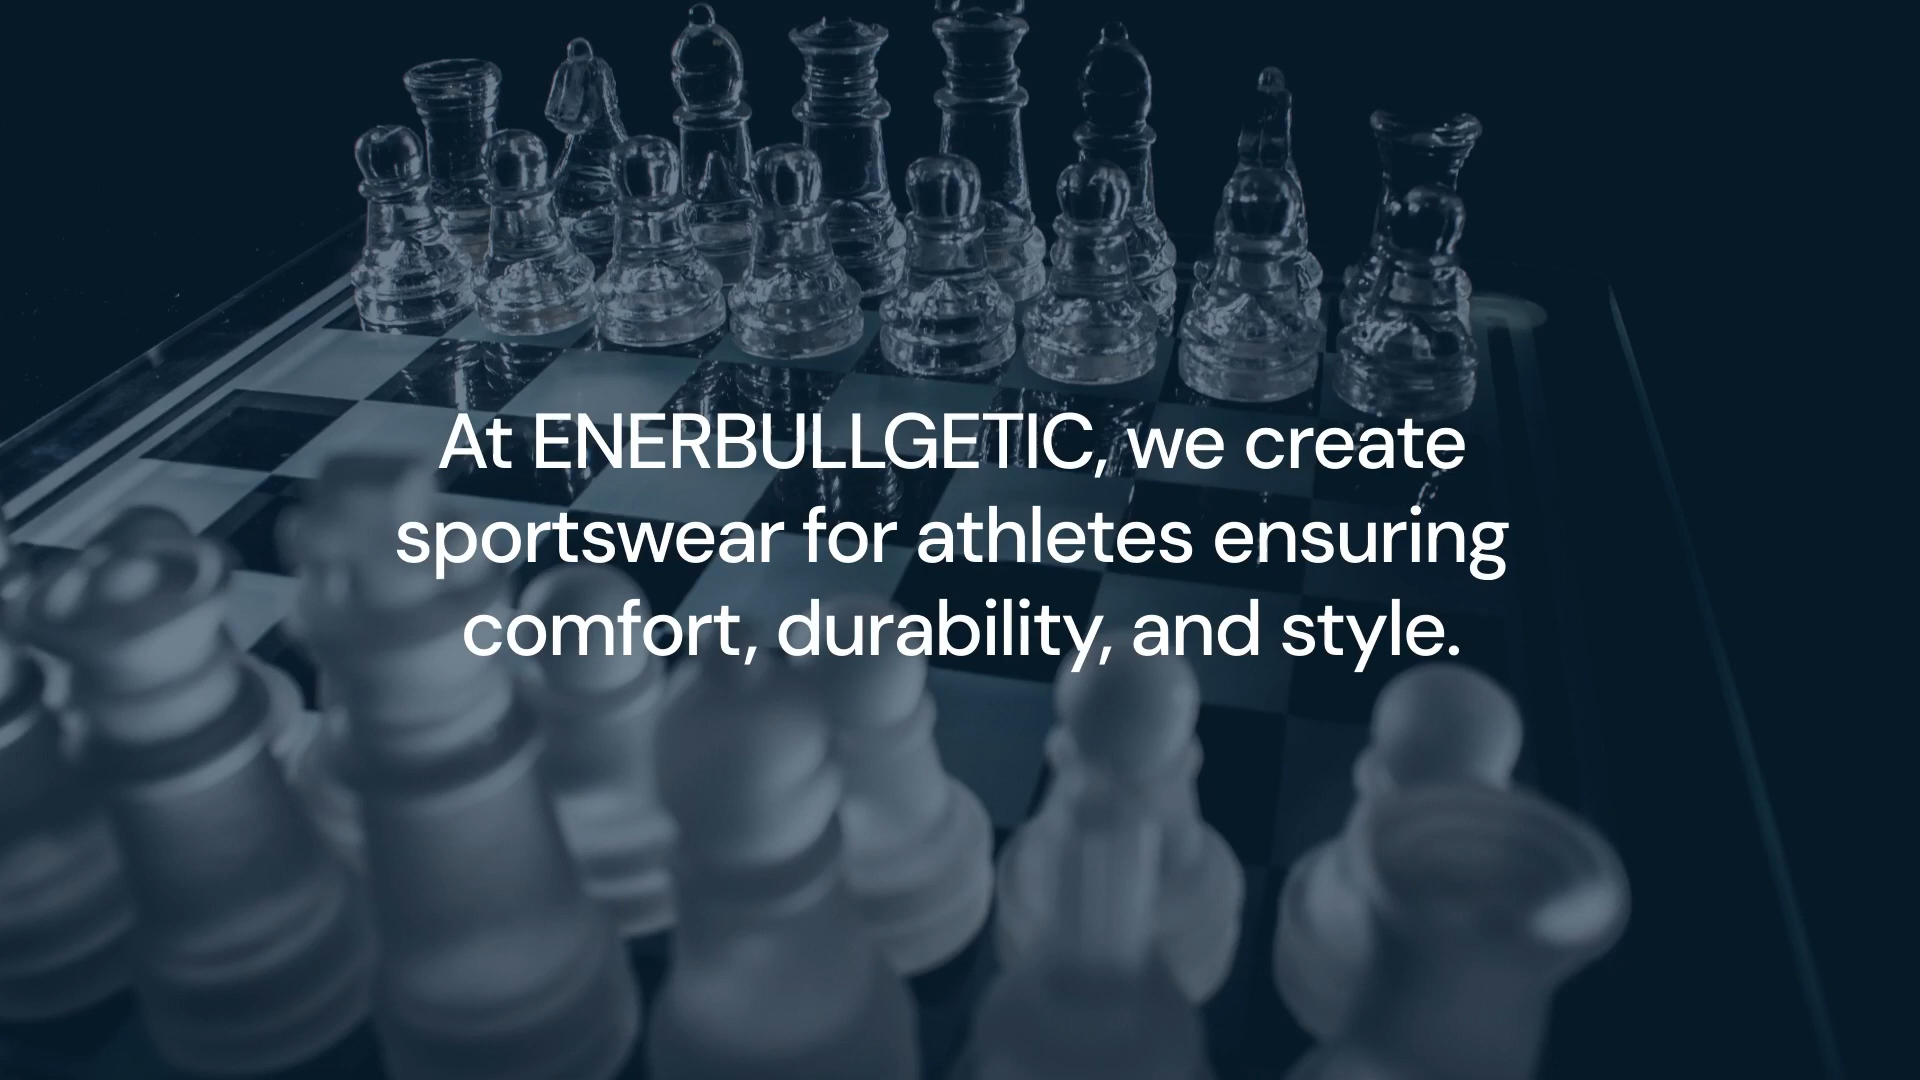 At ENERBULLGETIC, we create
sportswear for athletes ensuring
comfort, durability, and style.